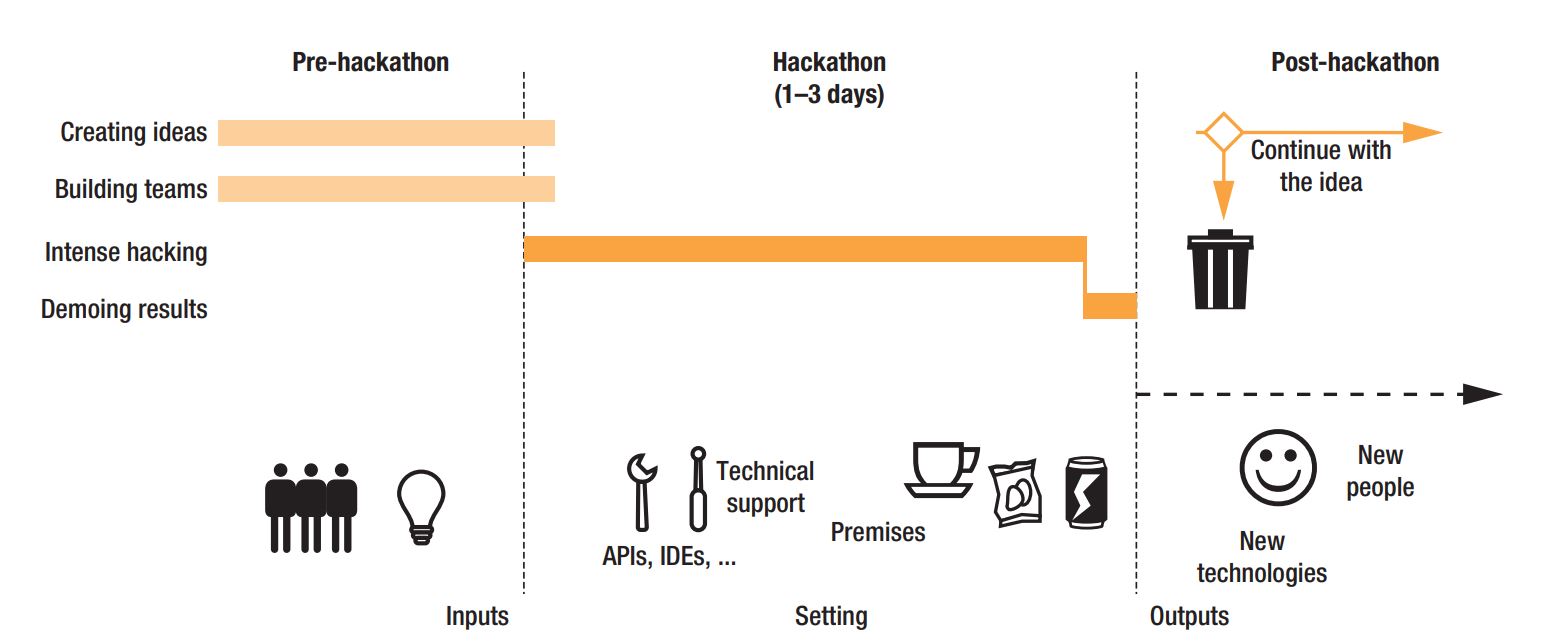 Pre-hackathon
Hackathon
(1–3 days)
Post-hackathon
Creating ideas
Building teams
Intense hacking
Demoing results
Continue with
the idea
Technical
support
APIs, IDEs, ...
Premises
New
people
New
technologies
Inputs
Setting
Outputs